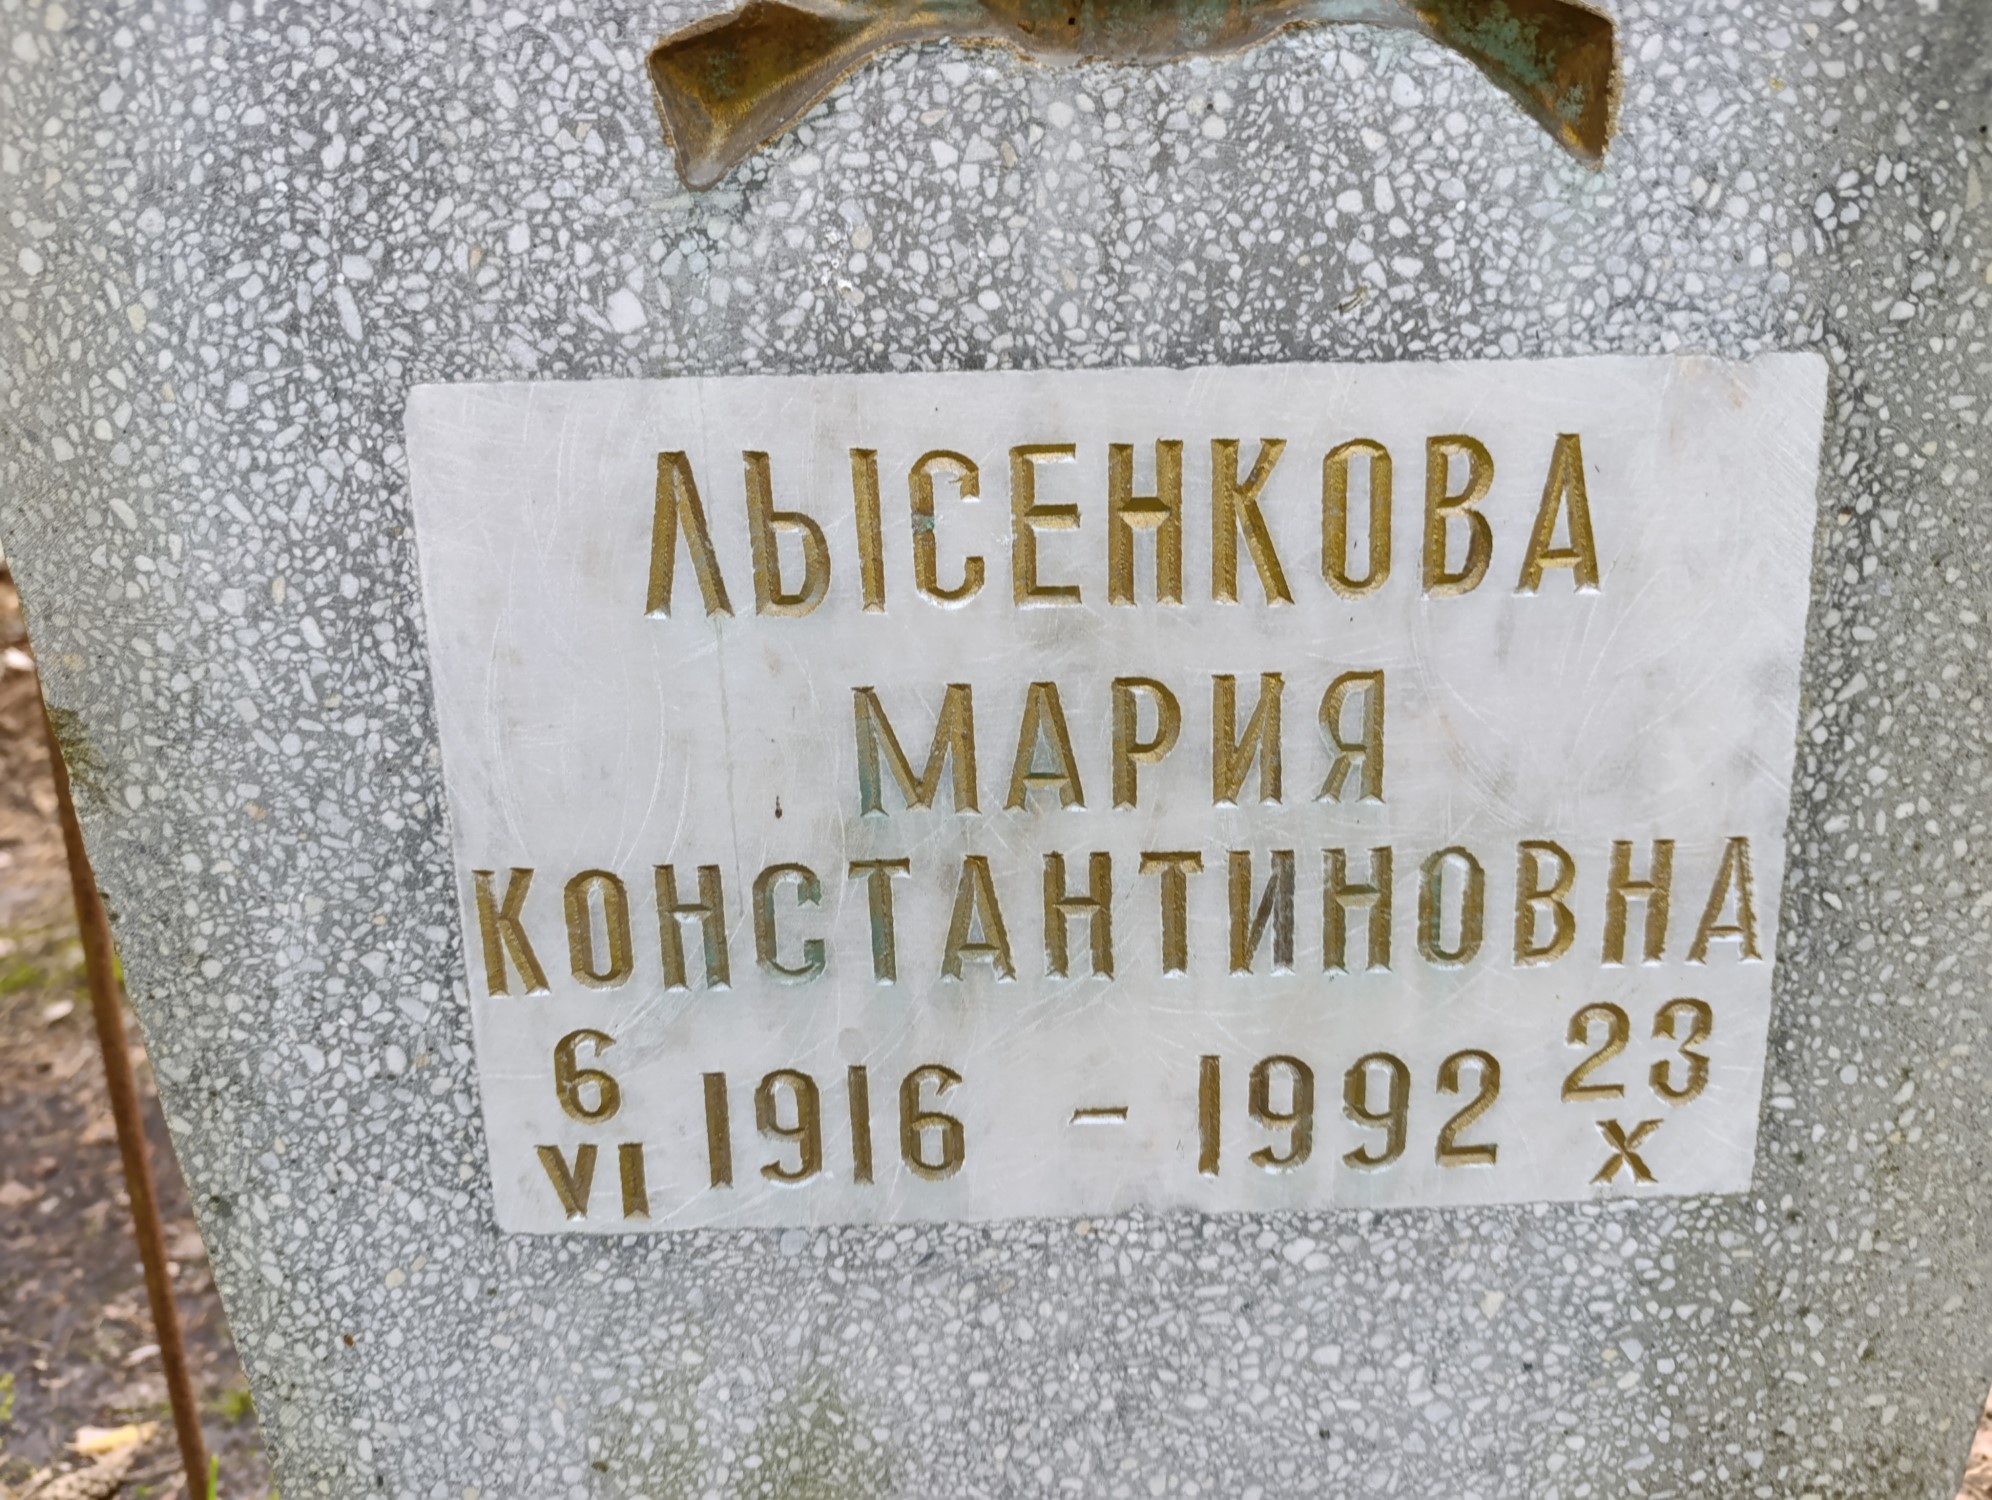 ЛЫСЕНКОВА
МАРИЯ
КОНСТАНТИНОВНА
6 VI 1916 - 1992 23 X